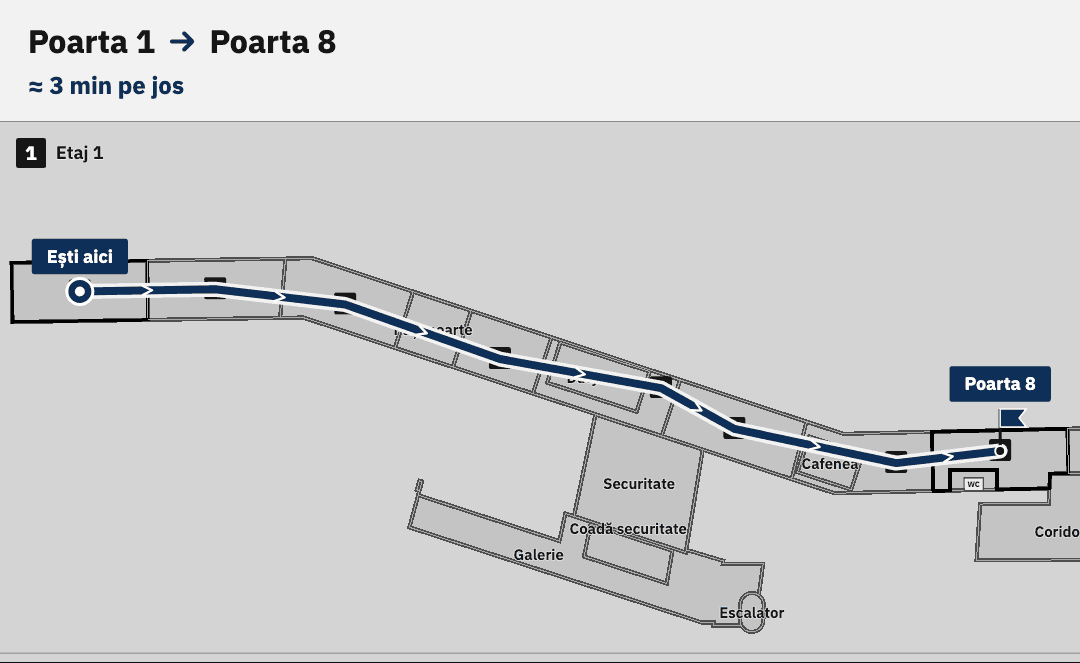 Poarta 1 → Poarta 8
≈ 3 min pe jos
1 Etaj 1
Ești aici
Poarta 8
Cafenea
wc
Securitate
Coadă securitate
Galerie
Escalator